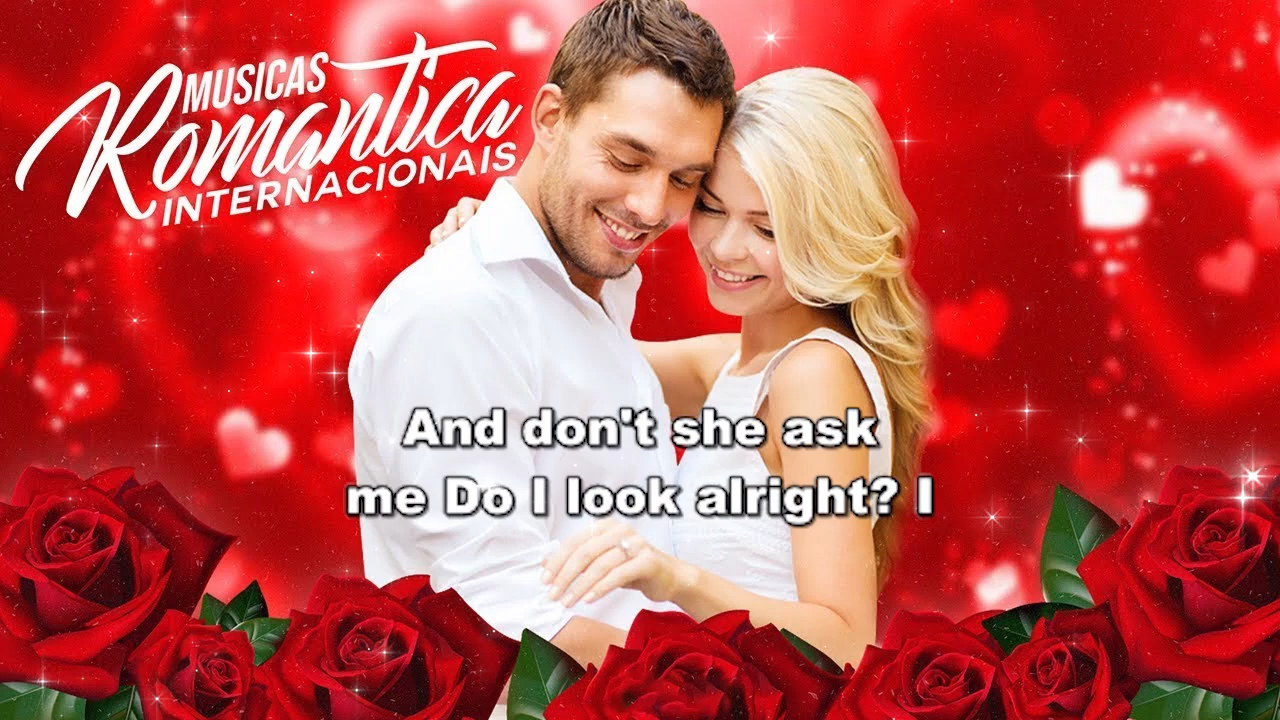 MUSICAS
Romantica
INTERNACIONAIS
And don't she ask
me Do I look alright? I